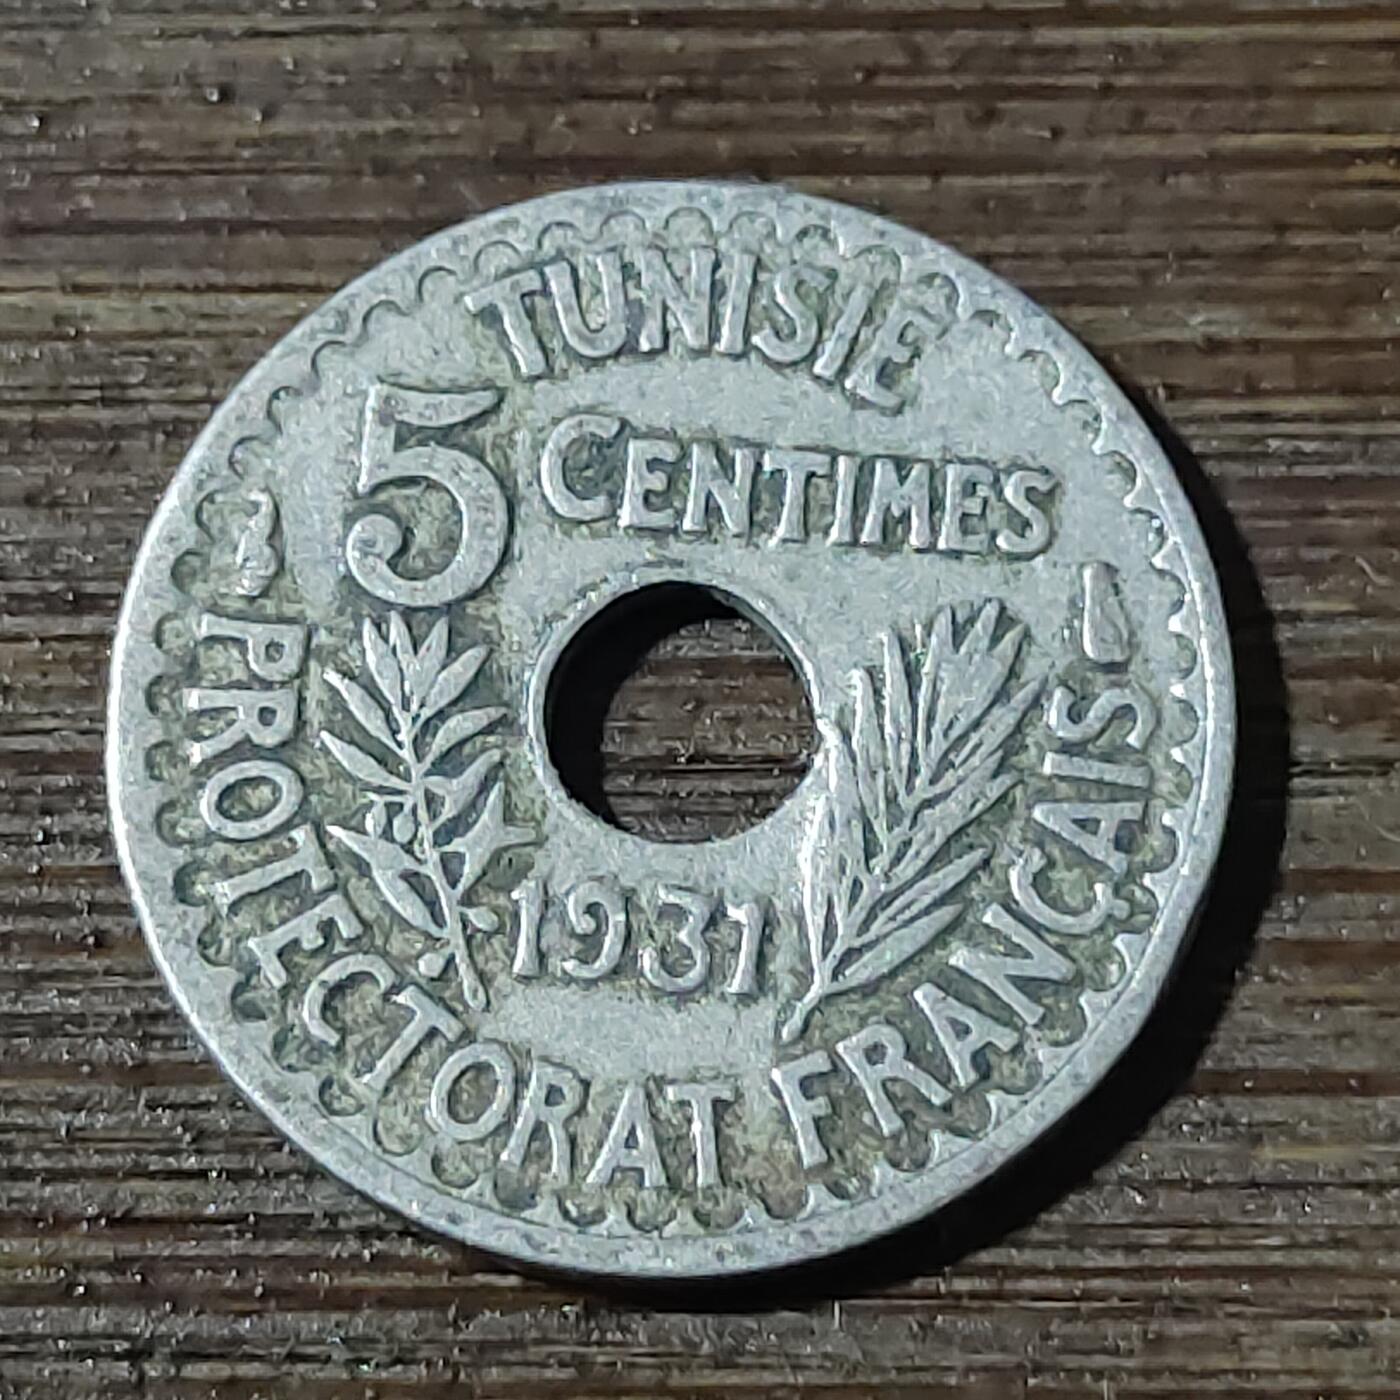 TUNISIE
5 CENTIMES
1931
PROTECTORAT FRANÇAIS